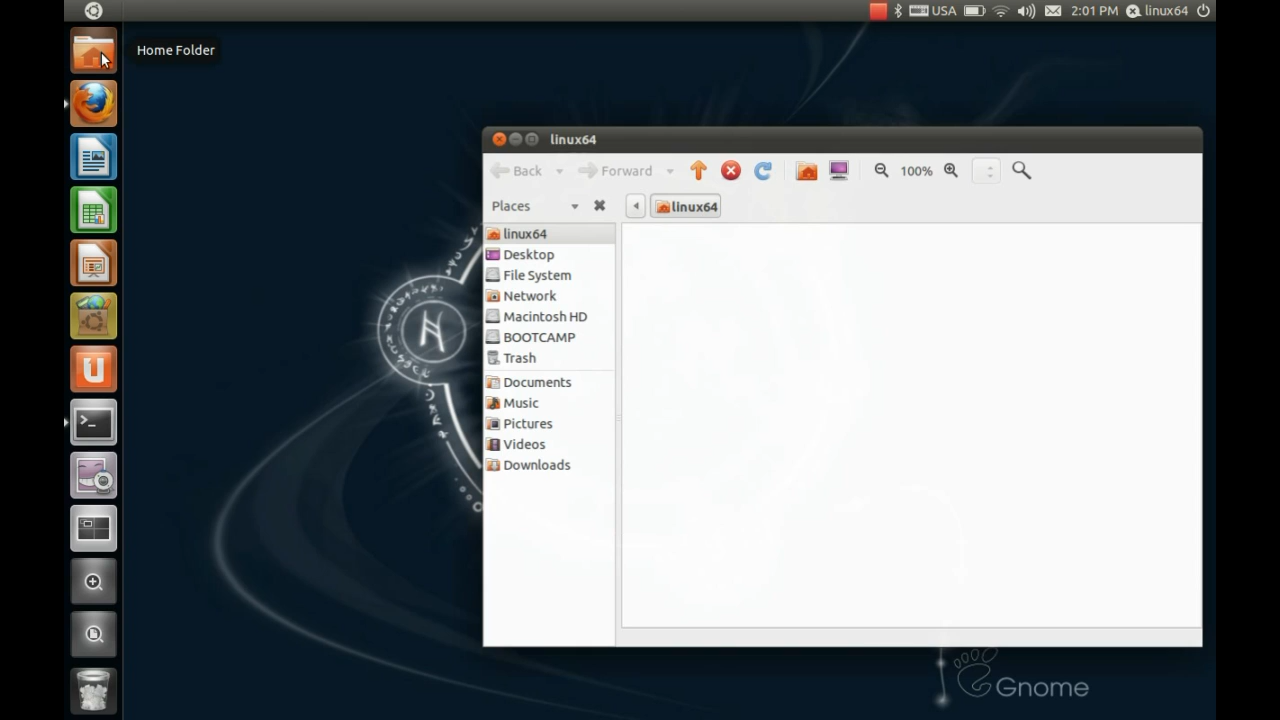 USA 2:01 PM linux64
Home Folder
linux64
Back Forward 100%
Places linux64
linux64
Desktop
File System
Network
Macintosh HD
BOOTCAMP
Trash
Documents
Music
Pictures
Videos
Downloads
Gnome